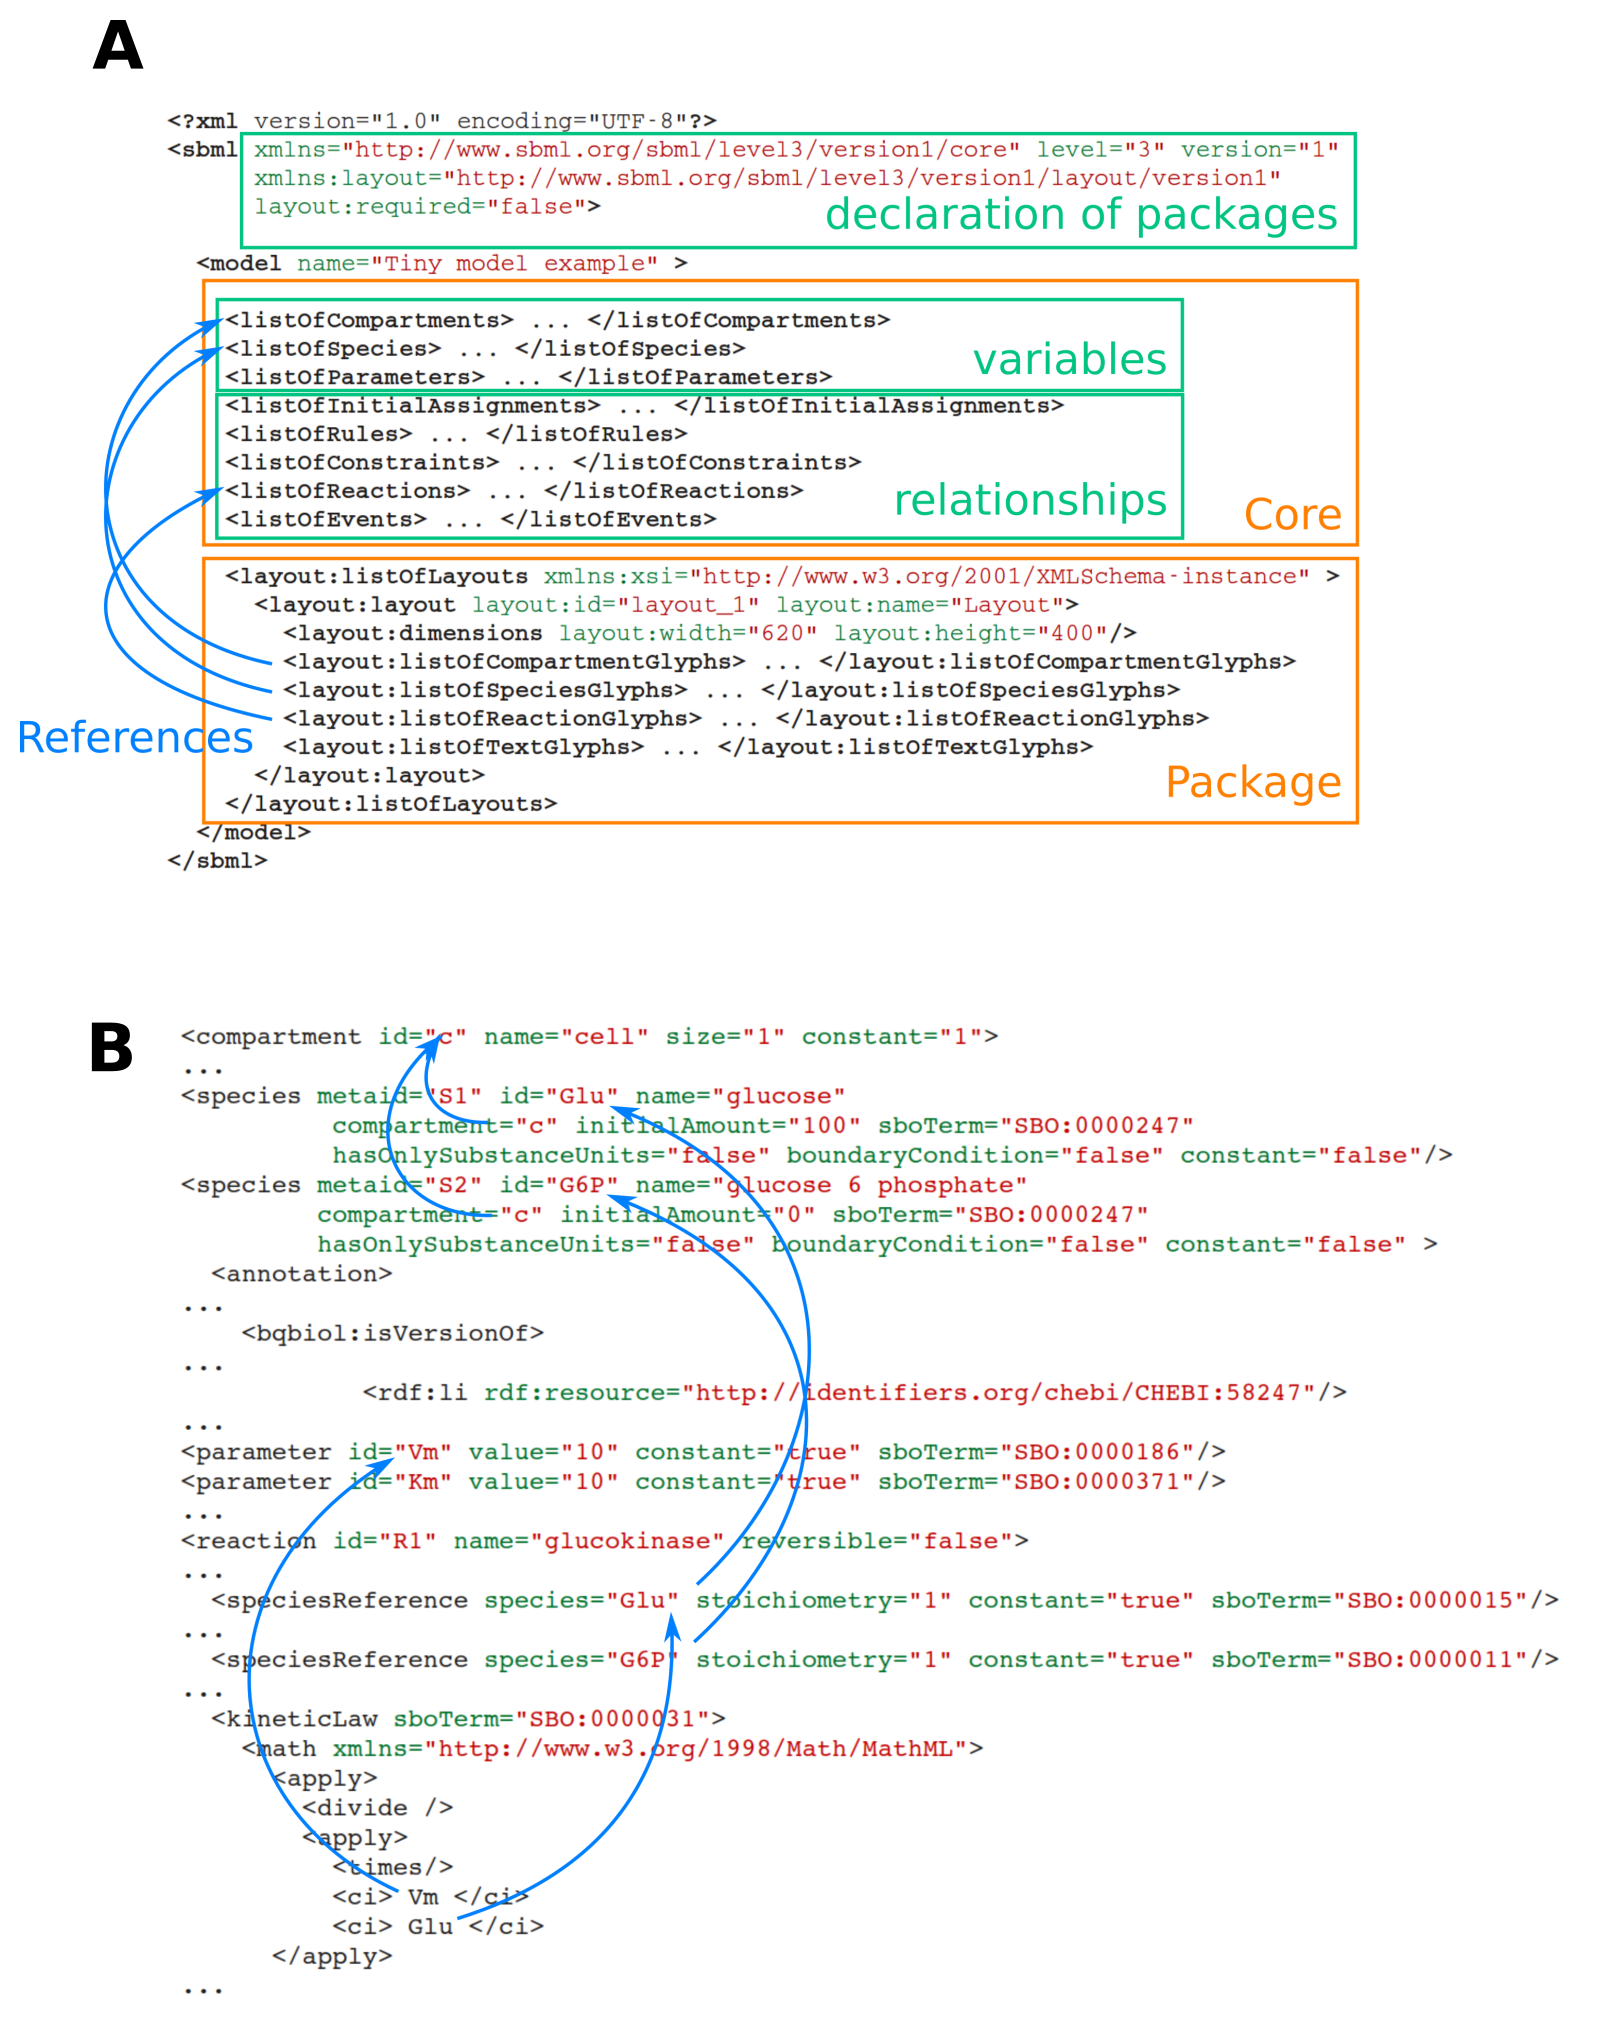 A
<?xml version="1.0" encoding="UTF-8"?>
<sbml xmlns="http://www.sbml.org/sbml/level3/version1/core" level="3" version="1"
xmlns:layout="http://www.sbml.org/sbml/level3/version1/layout/version1"
layout:required="false">
declaration of packages
<model name="Tiny model example" >
<listOfCompartments> ... </listOfCompartments>
<listOfSpecies> ... </listOfSpecies>
variables
<listOfParameters> ... </listOfParameters>
<listOfInitialAssignments> ... </listOfInitialAssignments>
<listOfRules> ... </listOfRules>
<listOfConstraints> ... </listOfConstraints>
<listOfReactions> ... </listOfReactions>
relationships
<listOfEvents> ... </listOfEvents>
Core
<layout:listOfLayouts xmlns:xsi="http://www.w3.org/2001/XMLSchema-instance" >
<layout:layout layout:id="layout_1" layout:name="Layout">
<layout:dimensions layout:width="620" layout:height="400"/>
<layout:listOfCompartmentGlyphs> ... </layout:listOfCompartmentGlyphs>
<layout:listOfSpeciesGlyphs> ... </layout:listOfSpeciesGlyphs>
<layout:listOfReactionGlyphs> ... </layout:listOfReactionGlyphs>
References
<layout:listOfTextGlyphs> ... </layout:listOfTextGlyphs>
</layout:layout>
Package
</layout:listOfLayouts>
</model>
</sbml>
B
<compartment id="c" name="cell" size="1" constant="1">
...
<species metaid="S1" id="Glu" name="glucose"
compartment="c" initialAmount="100" sboTerm="SBO:0000247"
hasOnlySubstanceUnits="false" boundaryCondition="false" constant="false"/>
<species metaid="S2" id="G6P" name="glucose 6 phosphate"
compartment="c" initialAmount="0" sboTerm="SBO:0000247"
hasOnlySubstanceUnits="false" boundaryCondition="false" constant="false" >
<annotation>
...
<bqbiol:isVersionOf>
...
<rdf:li rdf:resource="http://identifiers.org/chebi/CHEBI:58247"/>
...
<parameter id="Vm" value="10" constant="true" sboTerm="SBO:0000186"/>
<parameter id="Km" value="10" constant="true" sboTerm="SBO:0000371"/>
...
<reaction id="R1" name="glucokinase" reversible="false">
...
<speciesReference species="Glu" stoichiometry="1" constant="true" sboTerm="SBO:0000015"/>
...
<speciesReference species="G6P" stoichiometry="1" constant="true" sboTerm="SBO:0000011"/>
...
<kineticLaw sboTerm="SBO:0000031">
<math xmlns="http://www.w3.org/1998/Math/MathML">
<apply>
<divide />
<apply>
<times/>
<ci> Vm </ci>
<ci> Glu </ci>
</apply>
...